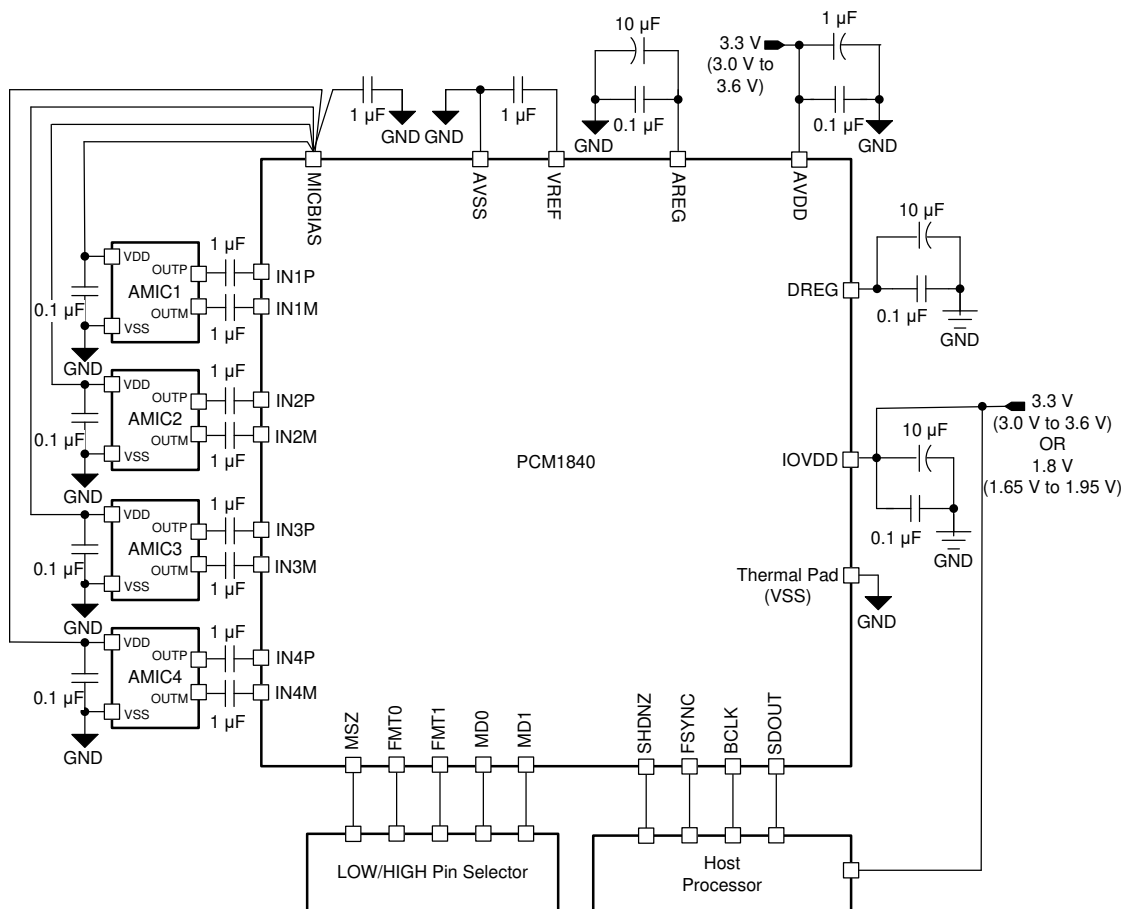 10 µF
1 µF
3.3 V
(3.0 V to
3.6 V)
1 µF
GND
GND
1 µF
0.1 µF
GND
0.1 µF
GND
MICBIAS
AVSS
VREF
AREG
AVDD
10 µF
DREG
0.1 µF
GND
1 µF
VDD
OUTP
IN1P
AMIC1
0.1 µF
OUTM
IN1M
VSS
1 µF
GND
1 µF
VDD
OUTP
IN2P
AMIC2
0.1 µF
OUTM
IN2M
VSS
1 µF
GND
PCM1840
3.3 V
(3.0 V to 3.6 V)
OR
1.8 V
(1.65 V to 1.95 V)
10 µF
IOVDD
0.1 µF
GND
1 µF
VDD
OUTP
IN3P
AMIC3
0.1 µF
OUTM
IN3M
VSS
1 µF
GND
Thermal Pad
(VSS)
GND
1 µF
VDD
OUTP
IN4P
AMIC4
0.1 µF
OUTM
IN4M
VSS
1 µF
GND
MSZ
FMT0
FMT1
MD0
MD1
SHDNZ
FSYNC
BCLK
SDOUT
LOW/HIGH Pin Selector
Host
Processor